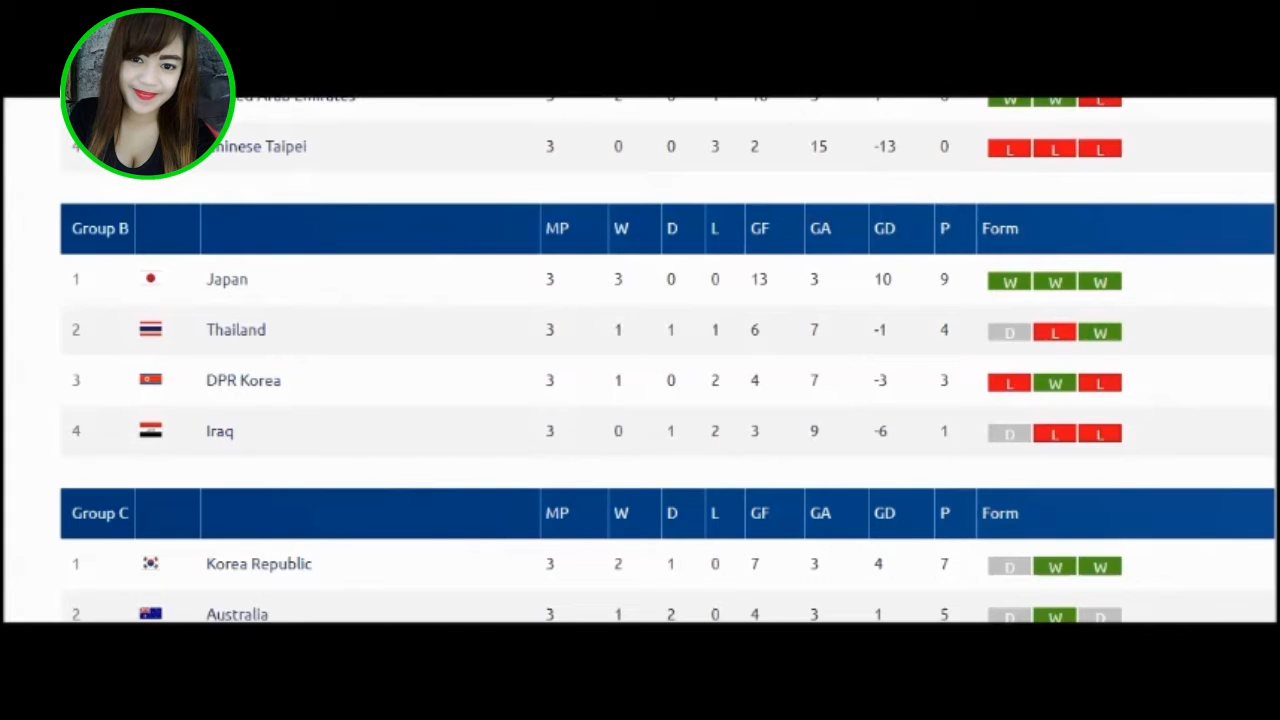 Arab Emirates
4 Chinese Taipei 3 0 0 3 2 15 -13 0 L L L
Group B MP W D L GF GA GD P Form
1 Japan 3 3 0 0 13 3 10 9 W W W
2 Thailand 3 1 1 1 6 7 -1 4 D L W
3 DPR Korea 3 1 0 2 4 7 -3 3 L W L
4 Iraq 3 0 1 2 3 9 -6 1 D L L
Group C MP W D L GF GA GD P Form
1 Korea Republic 3 2 1 0 7 3 4 7 D W W
2 Australia 3 1 2 0 4 3 1 5 D W D